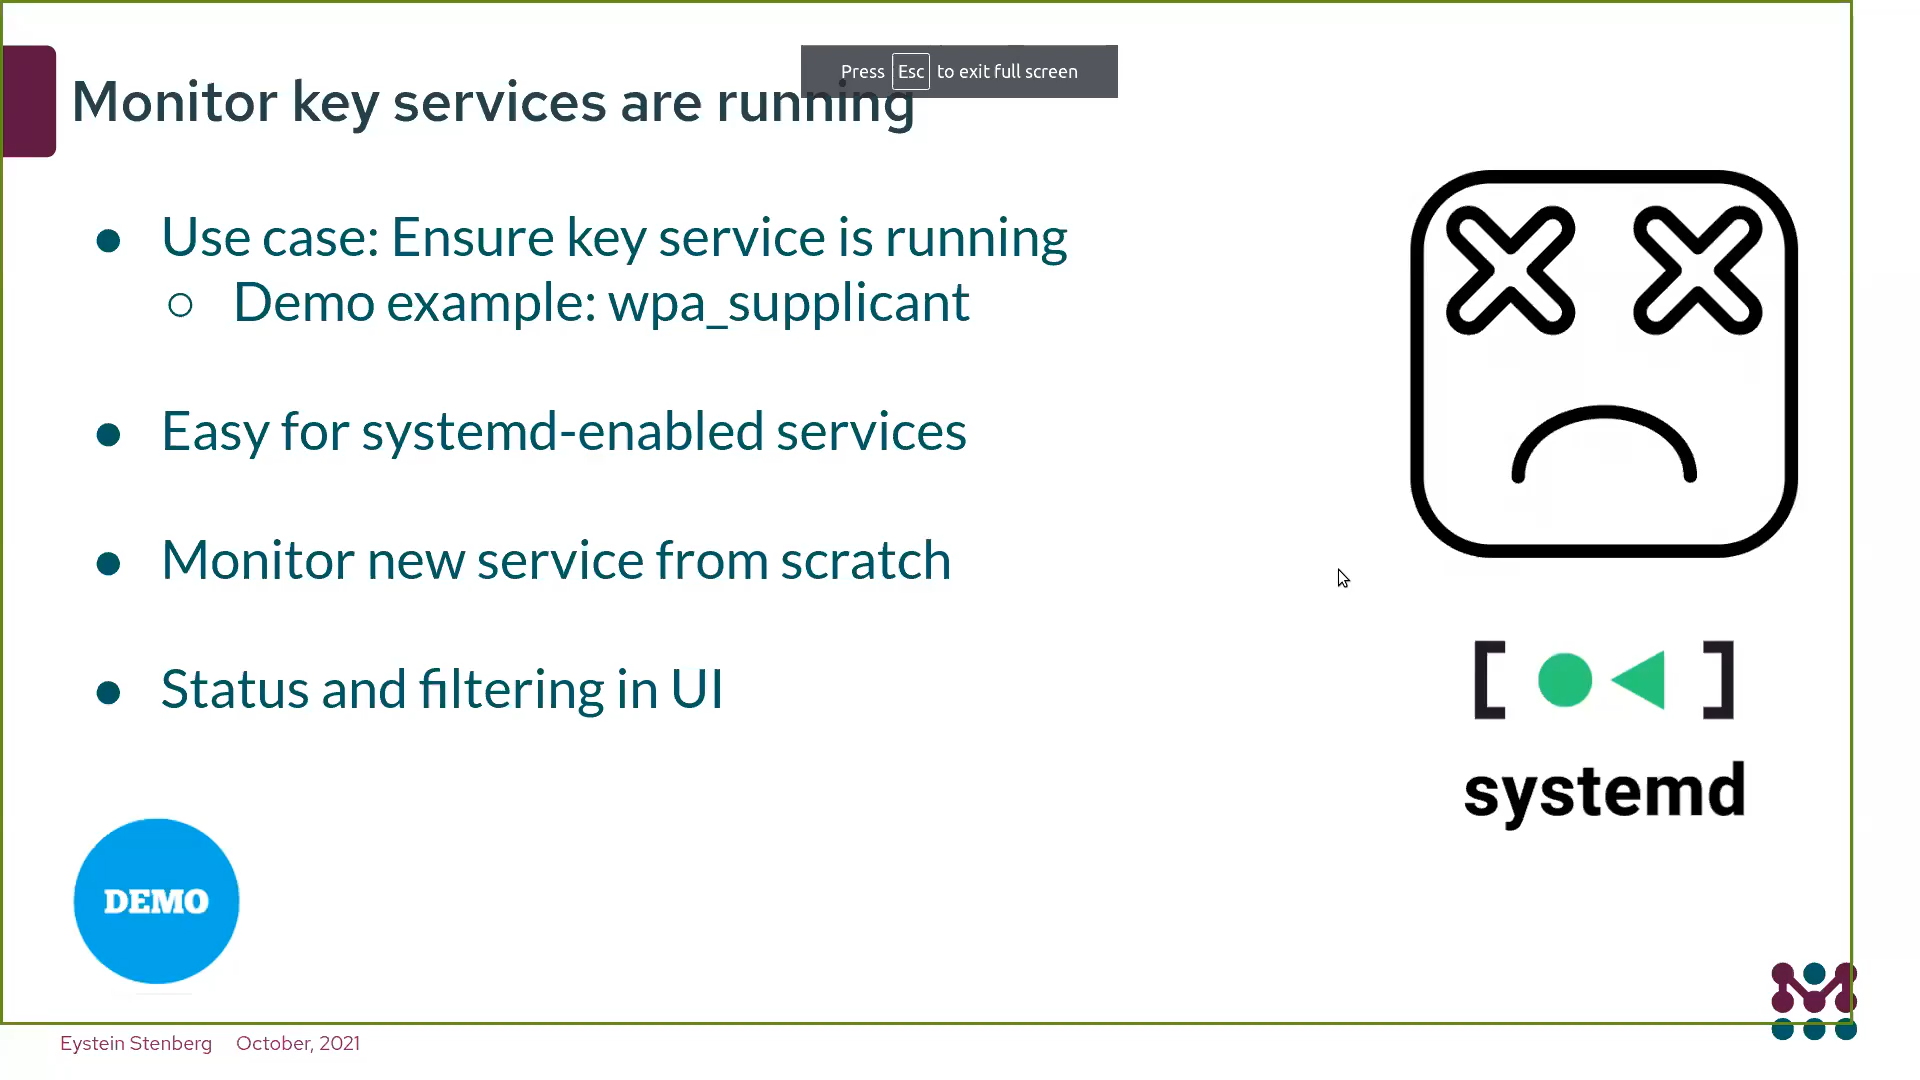 Press Esc to exit full screen
Monitor key services are running
● Use case: Ensure key service is running
○ Demo example: wpa_supplicant
● Easy for systemd-enabled services
● Monitor new service from scratch
● Status and filtering in UI
systemd
DEMO
Eystein Stenberg October, 2021